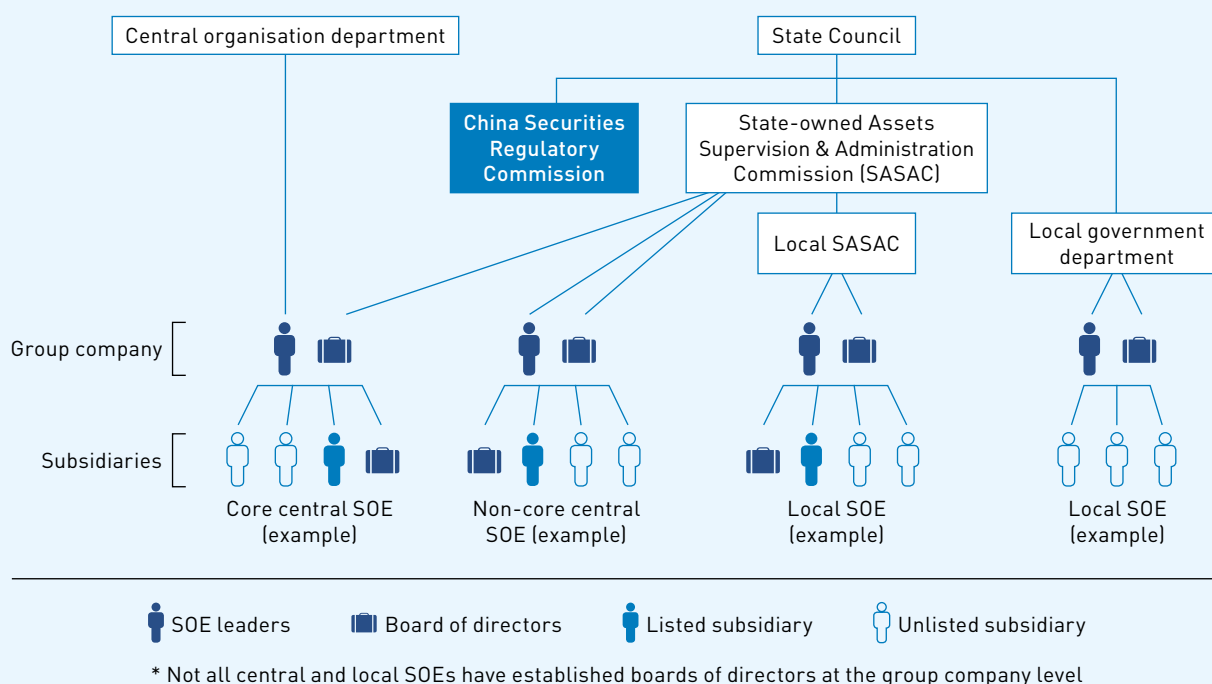 Central organisation department
State Council
China Securities
Regulatory
Commission
State-owned Assets
Supervision & Administration
Commission (SASAC)
Local SASAC
Local government
department
Group company
Subsidiaries
Core central SOE
(example)
Non-core central
SOE (example)
Local SOE
(example)
Local SOE
(example)
SOE leaders
Board of directors
Listed subsidiary
Unlisted subsidiary
* Not all central and local SOEs have established boards of directors at the group company level